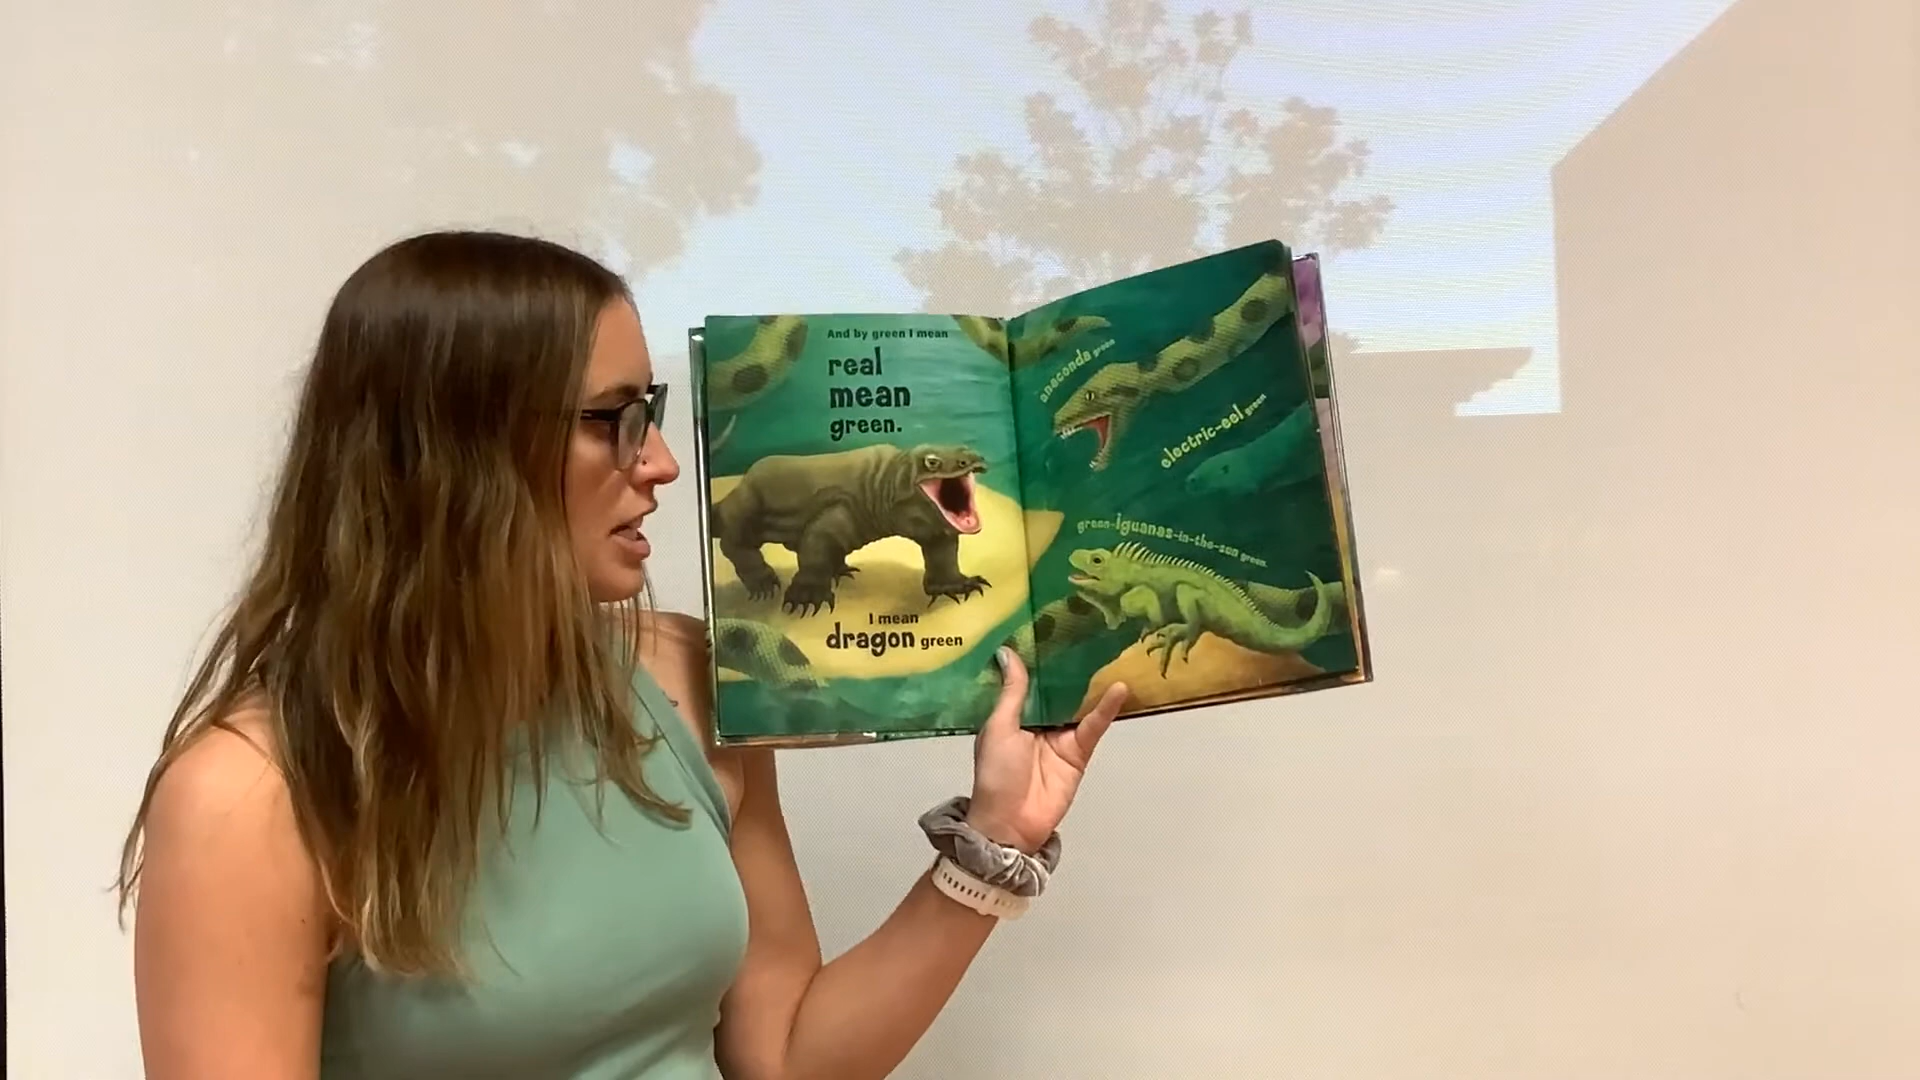 And by green I mean
real
mean
green.
I mean
dragon green
anaconda green
electric-eel green
green-iguanas-in-the-sun green.